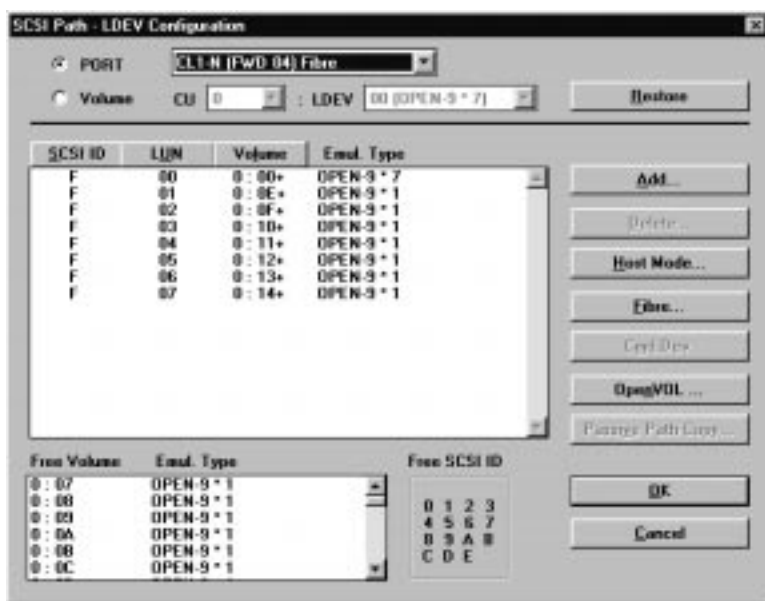 SCSI Path - LDEV Configuration
PORT CL1-N (FWD 04) Fibre
Volume CU 0 : LDEV 00 (OPEN-9 * 7) Restore
SCSI ID LUN Volume Emul. Type
F 00 0 : 00+ OPEN-9 * 7
F 01 0 : 0E+ OPEN-9 * 1
F 02 0 : 0F+ OPEN-9 * 1
F 03 0 : 10+ OPEN-9 * 1
F 04 0 : 11+ OPEN-9 * 1
F 05 0 : 12+ OPEN-9 * 1
F 06 0 : 13+ OPEN-9 * 1
F 07 0 : 14+ OPEN-9 * 1
Add...
Delete...
Host Mode...
Fibre...
Cmd.Dev
OpenVOL ...
Path Copy ...
Free Volume Emul. Type
0 : 07 OPEN-9 * 1
0 : 08 OPEN-9 * 1
0 : 09 OPEN-9 * 1
0 : 0A OPEN-9 * 1
0 : 0B OPEN-9 * 1
0 : 0C OPEN-9 * 1
Free SCSI ID
0 1 2 3
4 5 6 7
8 9 A B
C D E
OK
Cancel